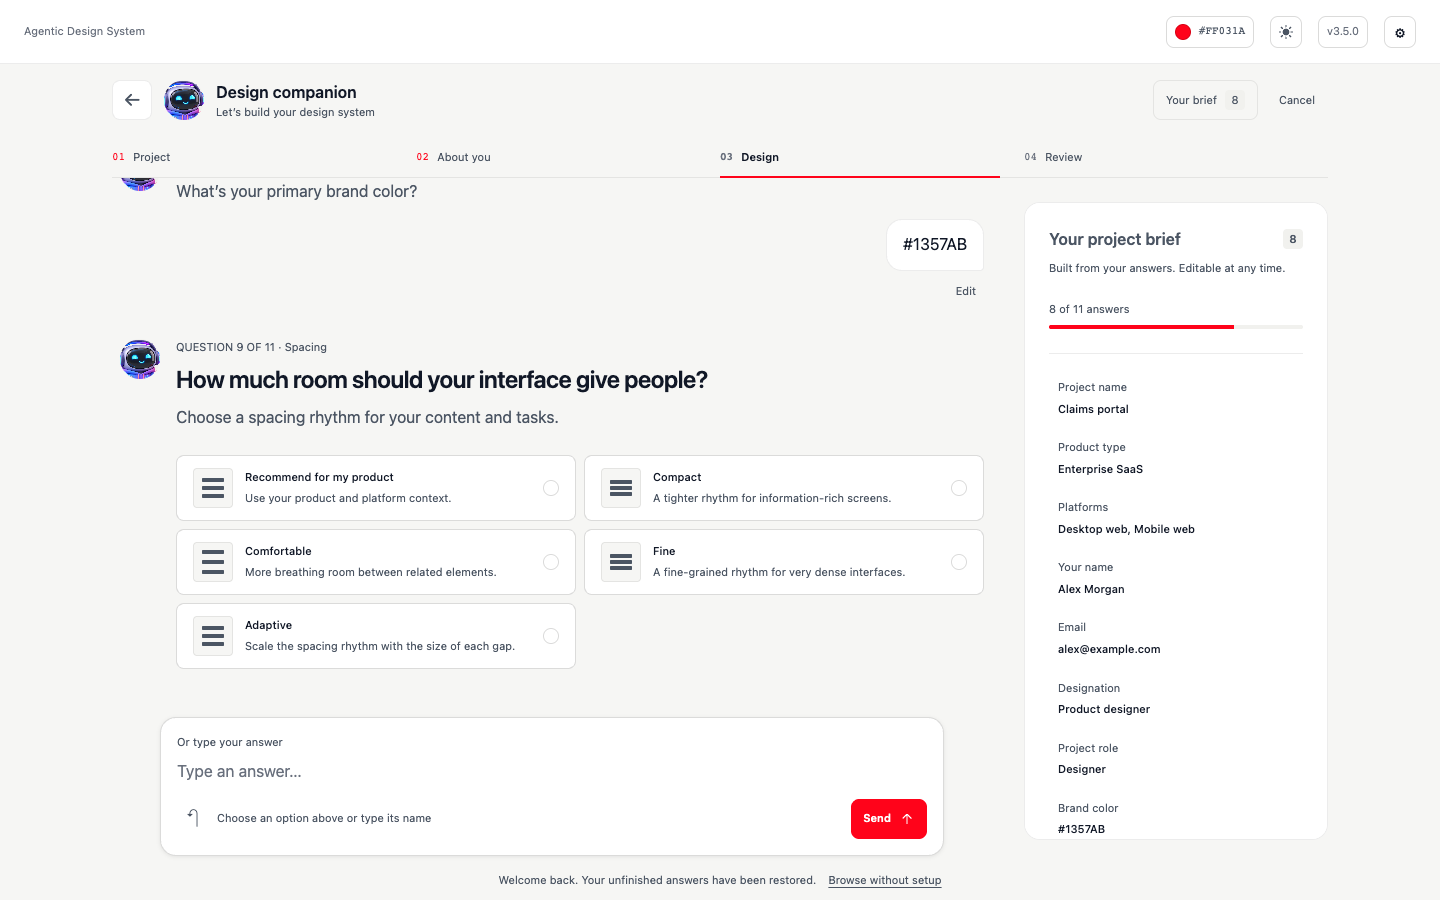 Agentic Design System
#FF031A
v3.5.0
Design companion
Let's build your design system
Your brief 8
Cancel
01 Project
02 About you
03 Design
04 Review
What's your primary brand color?
#1357AB
Edit
QUESTION 9 OF 11 · Spacing
How much room should your interface give people?
Choose a spacing rhythm for your content and tasks.
Recommend for my product
Use your product and platform context.
Compact
A tighter rhythm for information-rich screens.
Comfortable
More breathing room between related elements.
Fine
A fine-grained rhythm for very dense interfaces.
Adaptive
Scale the spacing rhythm with the size of each gap.
Or type your answer
Type an answer...
Choose an option above or type its name
Send
Welcome back. Your unfinished answers have been restored.
Browse without setup
Your project brief 8
Built from your answers. Editable at any time.
8 of 11 answers
Project name
Claims portal
Product type
Enterprise SaaS
Platforms
Desktop web, Mobile web
Your name
Alex Morgan
Email
alex@example.com
Designation
Product designer
Project role
Designer
Brand color
#1357AB